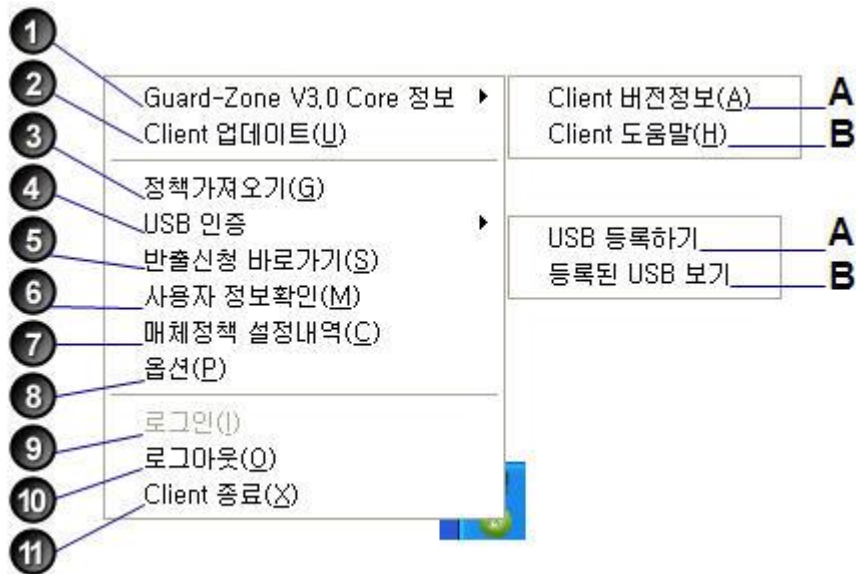 1
2
3
4
5
6
7
8
9
10
11
Guard-Zone V3,0 Core 정보
Client 업데이트(U)
정책가져오기(G)
USB 인증
반출신청 바로가기(S)
사용자 정보확인(M)
매체정책 설정내역(C)
옵션(P)
로그인(I)
로그아웃(O)
Client 종료(X)
Client 버전정보(A) A
Client 도움말(H) B
USB 등록하기 A
등록된 USB 보기 B